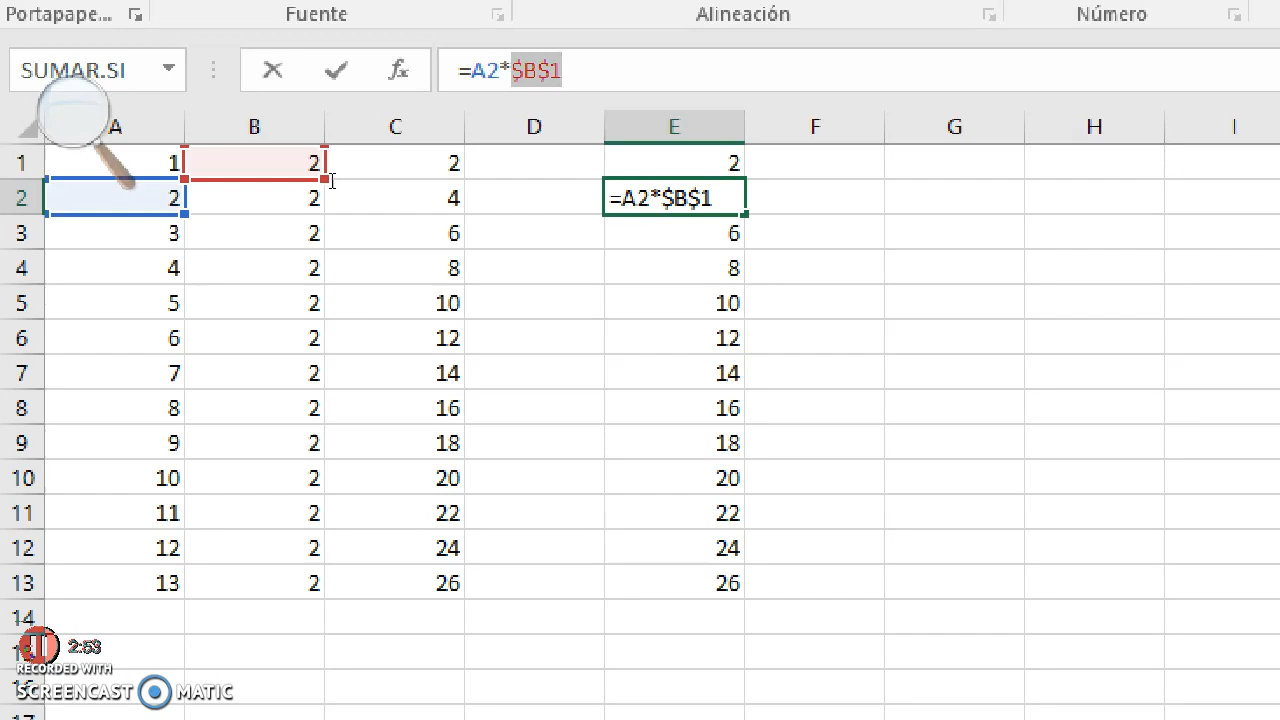 Portapape... Fuente Alineación Número
SUMAR.SI fx =A2*$B$1
A B C D E F G H I
1 1 2 2 2
2 2 2 4 =A2*$B$1
3 3 2 6 6
4 4 2 8 8
5 5 2 10 10
6 6 2 12 12
7 7 2 14 14
8 8 2 16 16
9 9 2 18 18
10 10 2 20 20
11 11 2 22 22
12 12 2 24 24
13 13 2 26 26
14
2:53
RECORDED WITH
SCREENCAST MATIC